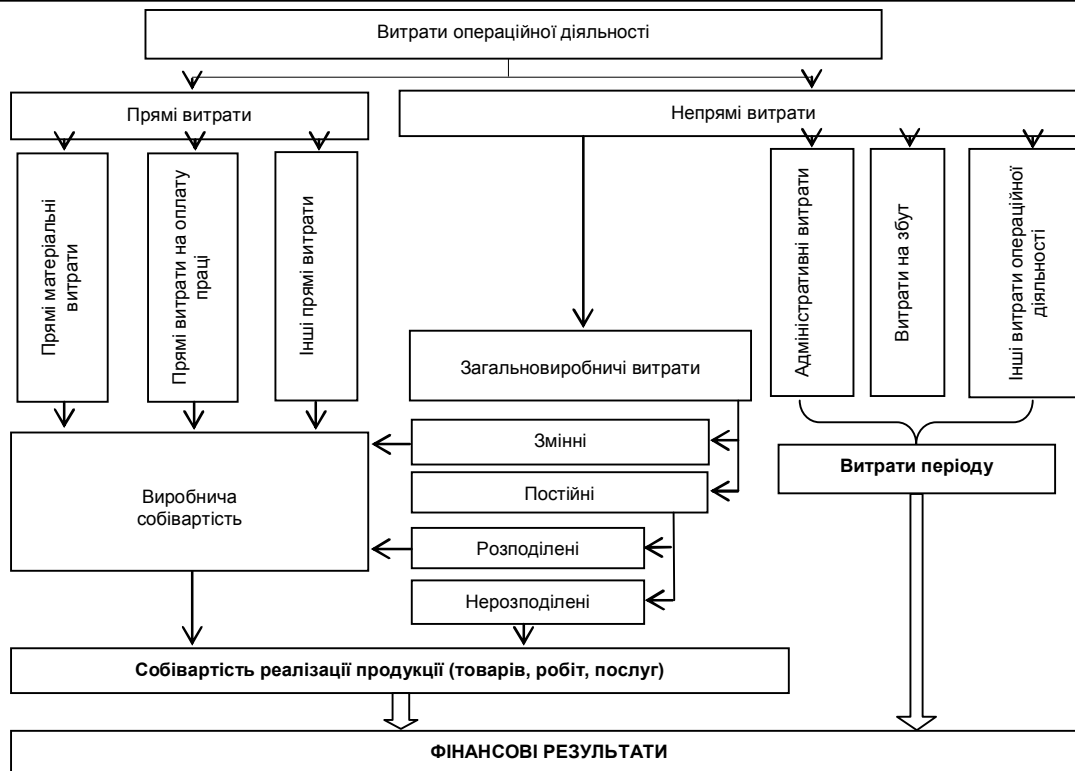 Витрати операційної діяльності
Прямі витрати
Непрямі витрати
Прямі матеріальні
витрати
Прямі витрати на оплату
праці
Інші прямі витрати
Адміністративні витрати
Витрати на збут
Інші витрати операційної
діяльності
Загальновиробничі витрати
Змінні
Витрати періоду
Виробнича
собівартість
Постійні
Розподілені
Нерозподілені
Собівартість реалізації продукції (товарів, робіт, послуг)
ФІНАНСОВІ РЕЗУЛЬТАТИ